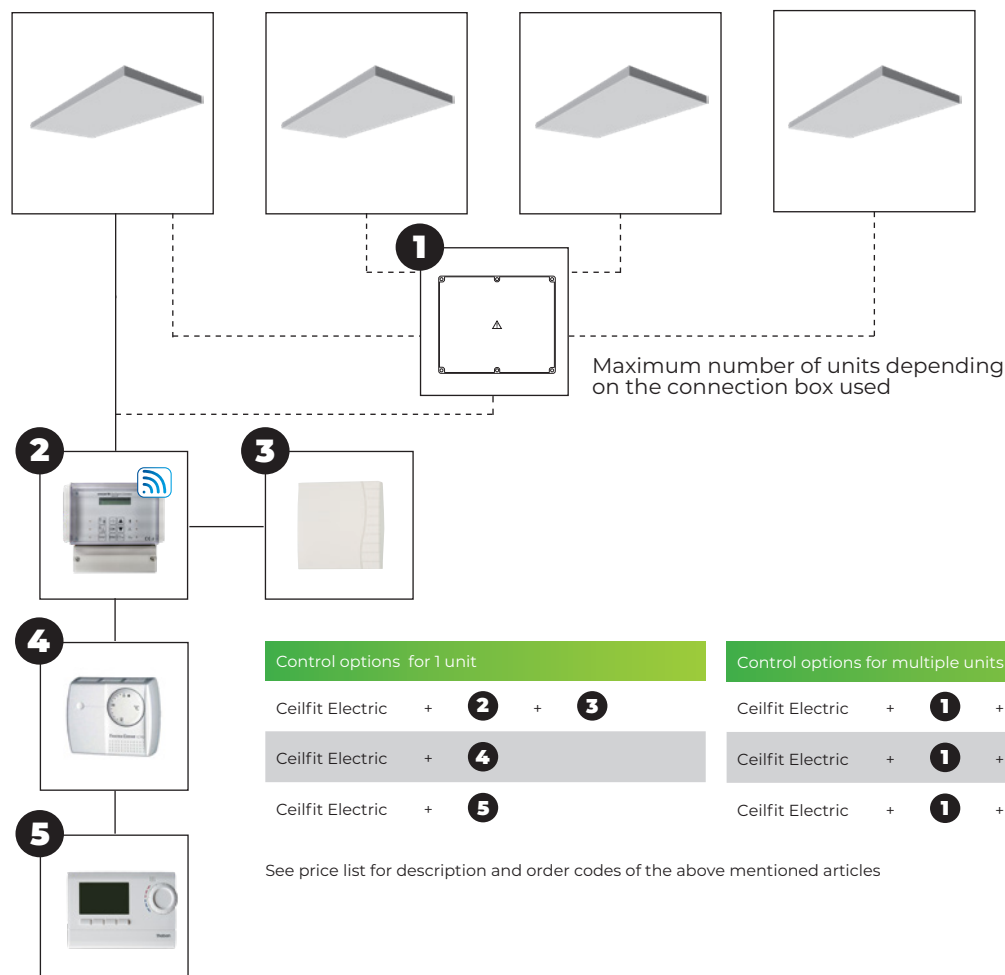 1
Maximum number of units depending
on the connection box used
2
3
4
Control options for 1 unit
Ceilfit Electric + 2 + 3
Ceilfit Electric + 4
Ceilfit Electric + 5
Control options for multiple units
Ceilfit Electric + 1 +
Ceilfit Electric + 1 +
Ceilfit Electric + 1 +
5
See price list for description and order codes of the above mentioned articles